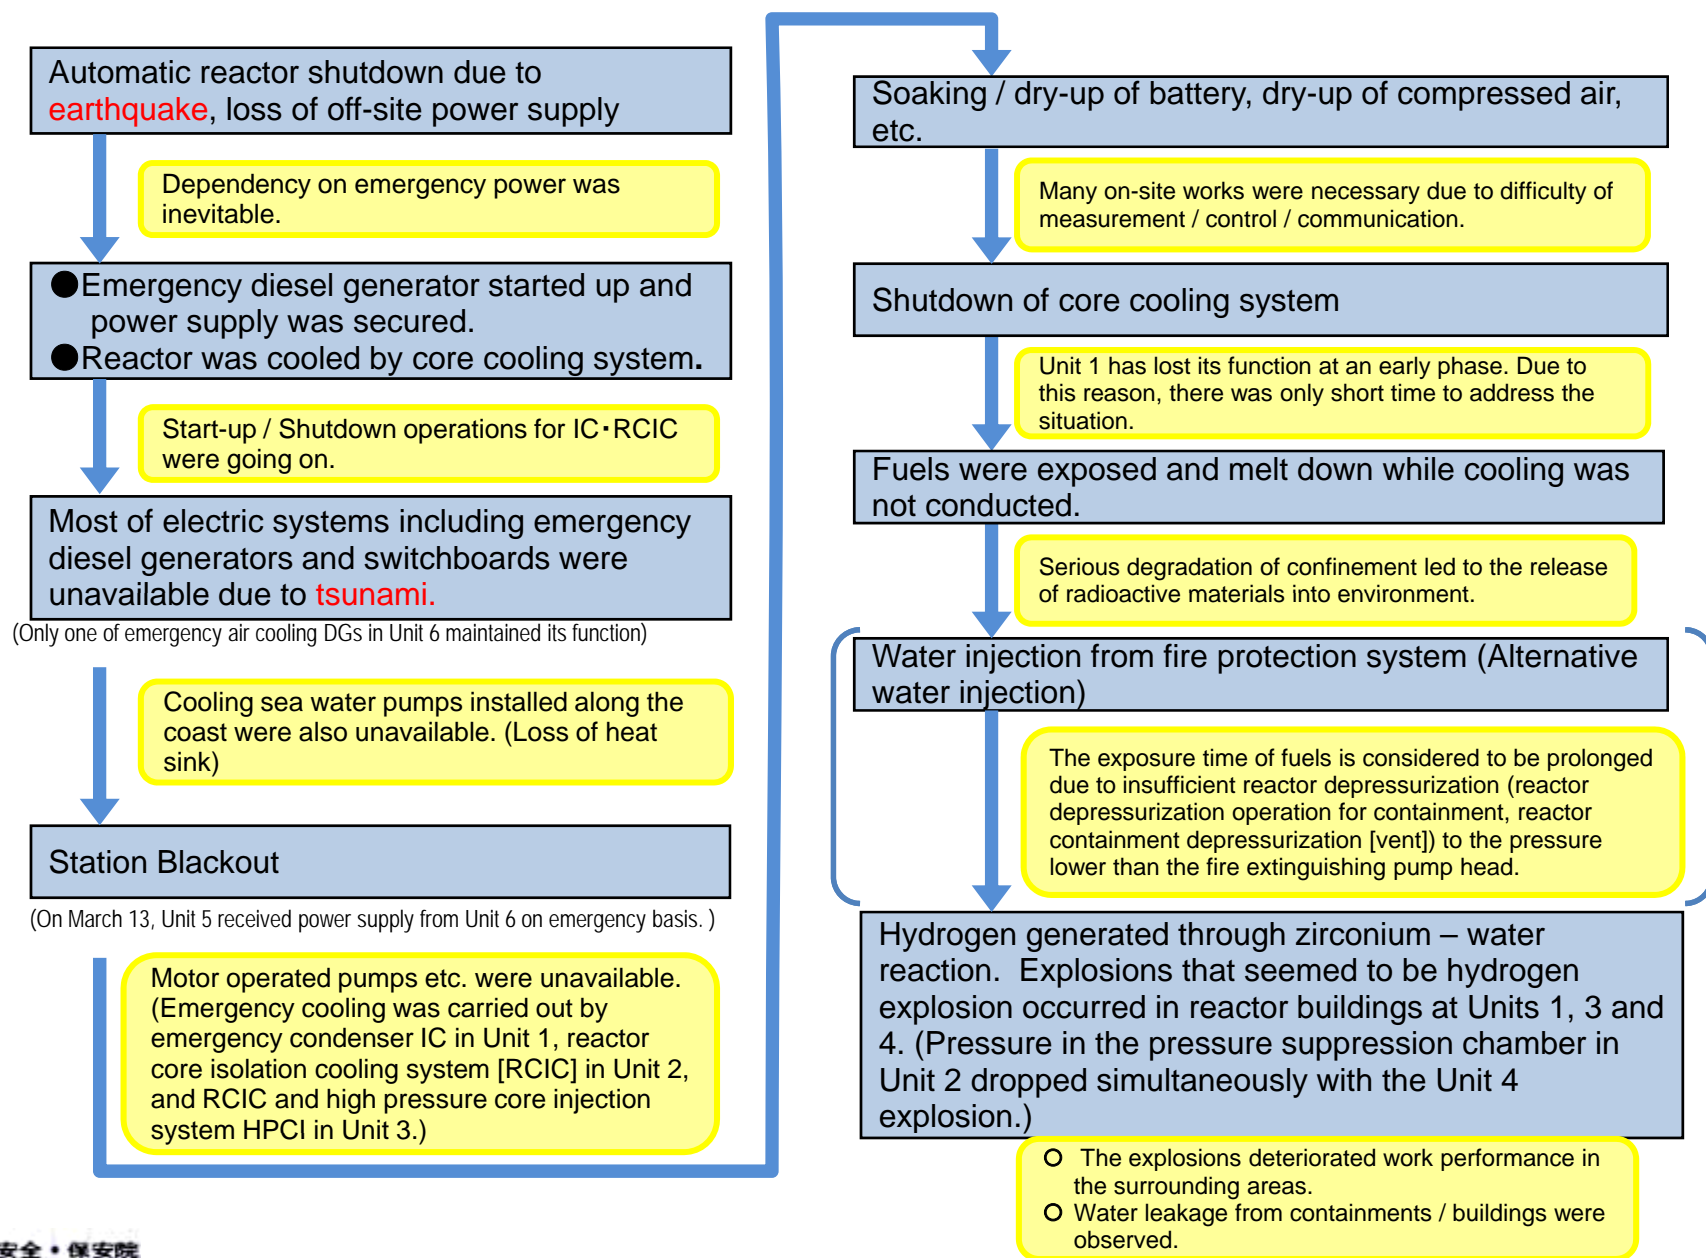 Automatic reactor shutdown due to
earthquake, loss of off-site power supply
Dependency on emergency power was
inevitable.
●Emergency diesel generator started up and
power supply was secured.
●Reactor was cooled by core cooling system.
Start-up / Shutdown operations for IC･RCIC
were going on.
Most of electric systems including emergency
diesel generators and switchboards were
unavailable due to tsunami.
(Only one of emergency air cooling DGs in Unit 6 maintained its function)
Cooling sea water pumps installed along the
coast were also unavailable. (Loss of heat
sink)
Station Blackout
(On March 13, Unit 5 received power supply from Unit 6 on emergency basis. )
Motor operated pumps etc. were unavailable.
(Emergency cooling was carried out by
emergency condenser IC in Unit 1, reactor
core isolation cooling system [RCIC] in Unit 2,
and RCIC and high pressure core injection
system HPCI in Unit 3.)
Soaking / dry-up of battery, dry-up of compressed air,
etc.
Many on-site works were necessary due to difficulty of
measurement / control / communication.
Shutdown of core cooling system
Unit 1 has lost its function at an early phase. Due to
this reason, there was only short time to address the
situation.
Fuels were exposed and melt down while cooling was
not conducted.
Serious degradation of confinement led to the release
of radioactive materials into environment.
Water injection from fire protection system (Alternative
water injection)
The exposure time of fuels is considered to be prolonged
due to insufficient reactor depressurization (reactor
depressurization operation for containment, reactor
containment depressurization [vent]) to the pressure
lower than the fire extinguishing pump head.
Hydrogen generated through zirconium – water
reaction. Explosions that seemed to be hydrogen
explosion occurred in reactor buildings at Units 1, 3 and
4. (Pressure in the pressure suppression chamber in
Unit 2 dropped simultaneously with the Unit 4
explosion.)
○ The explosions deteriorated work performance in
the surrounding areas.
○ Water leakage from containments / buildings were
observed.
安全・保安院